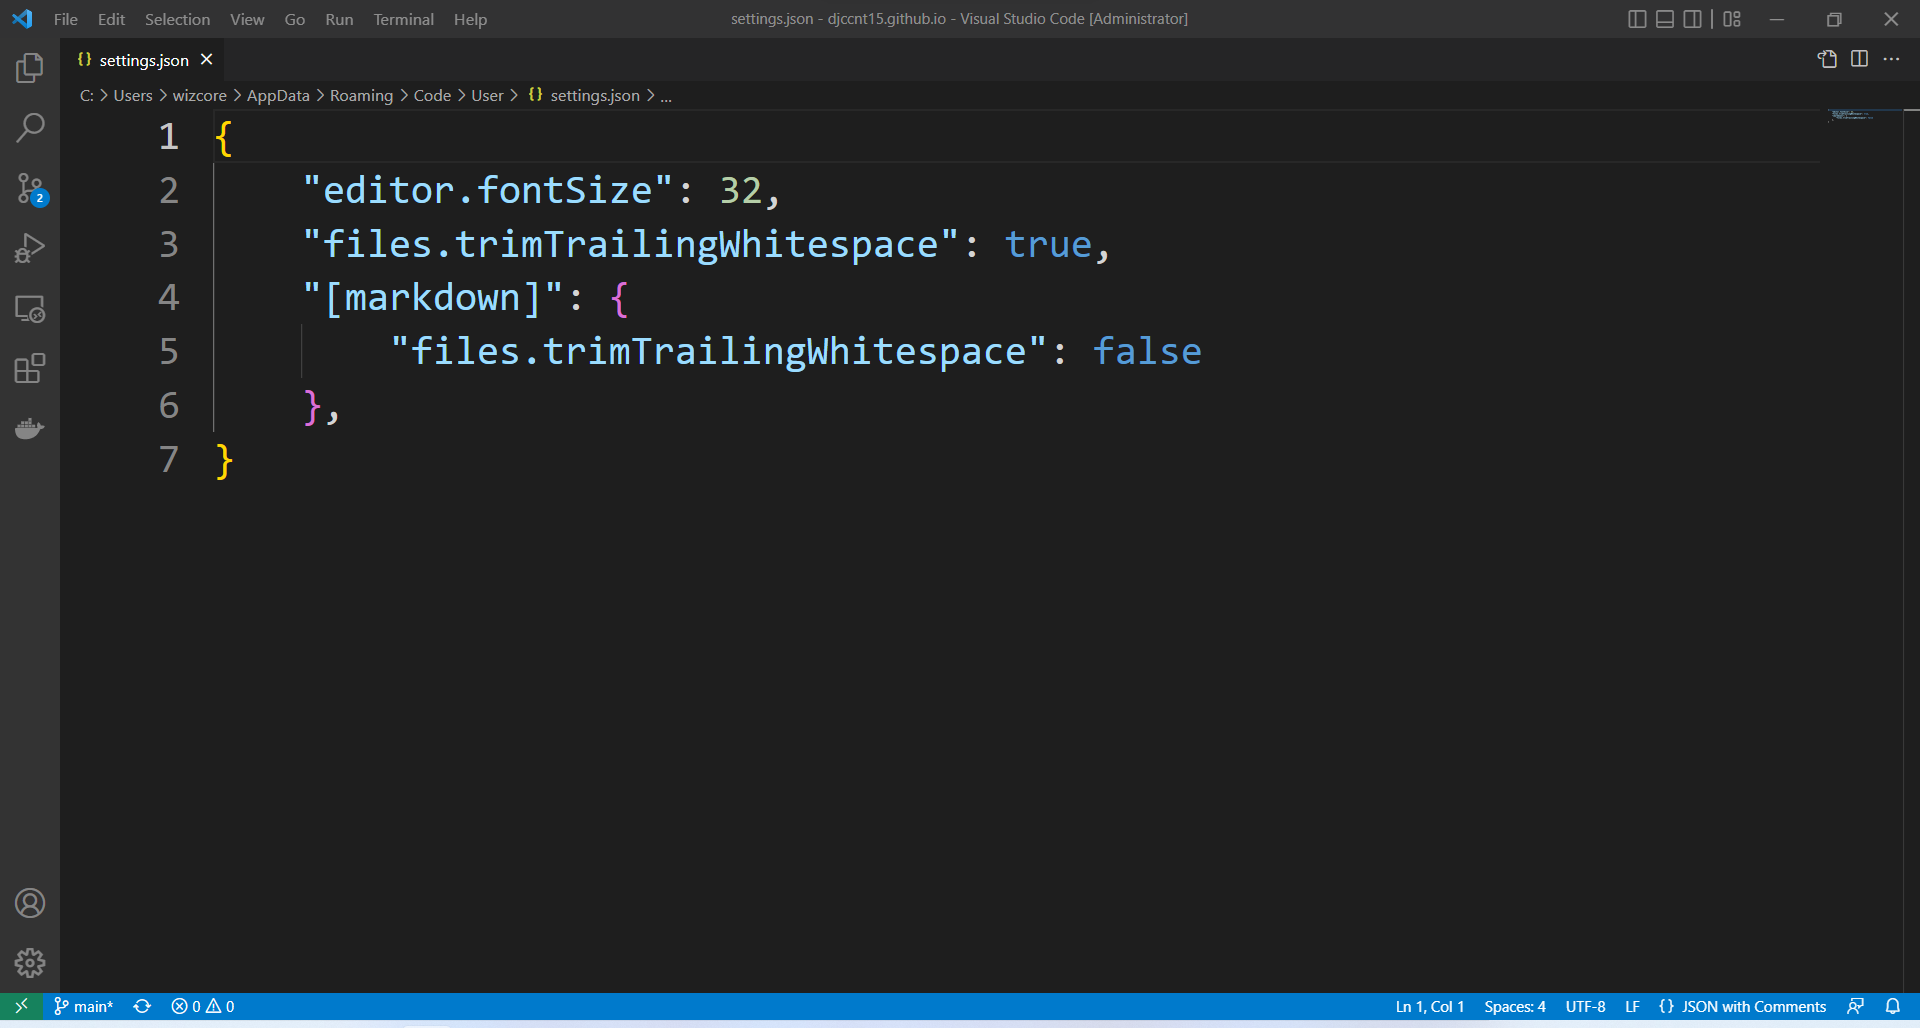 File Edit Selection View Go Run Terminal Help
settings.json - djccnt15.github.io - Visual Studio Code [Administrator]
{} settings.json
C: > Users > wizcore > AppData > Roaming > Code > User > {} settings.json > ...
1 {
2 "editor.fontSize": 32,
3 "files.trimTrailingWhitespace": true,
4 "[markdown]": {
5 "files.trimTrailingWhitespace": false
6 },
7 }
2
main* 0 0
Ln 1, Col 1 Spaces: 4 UTF-8 LF {} JSON with Comments